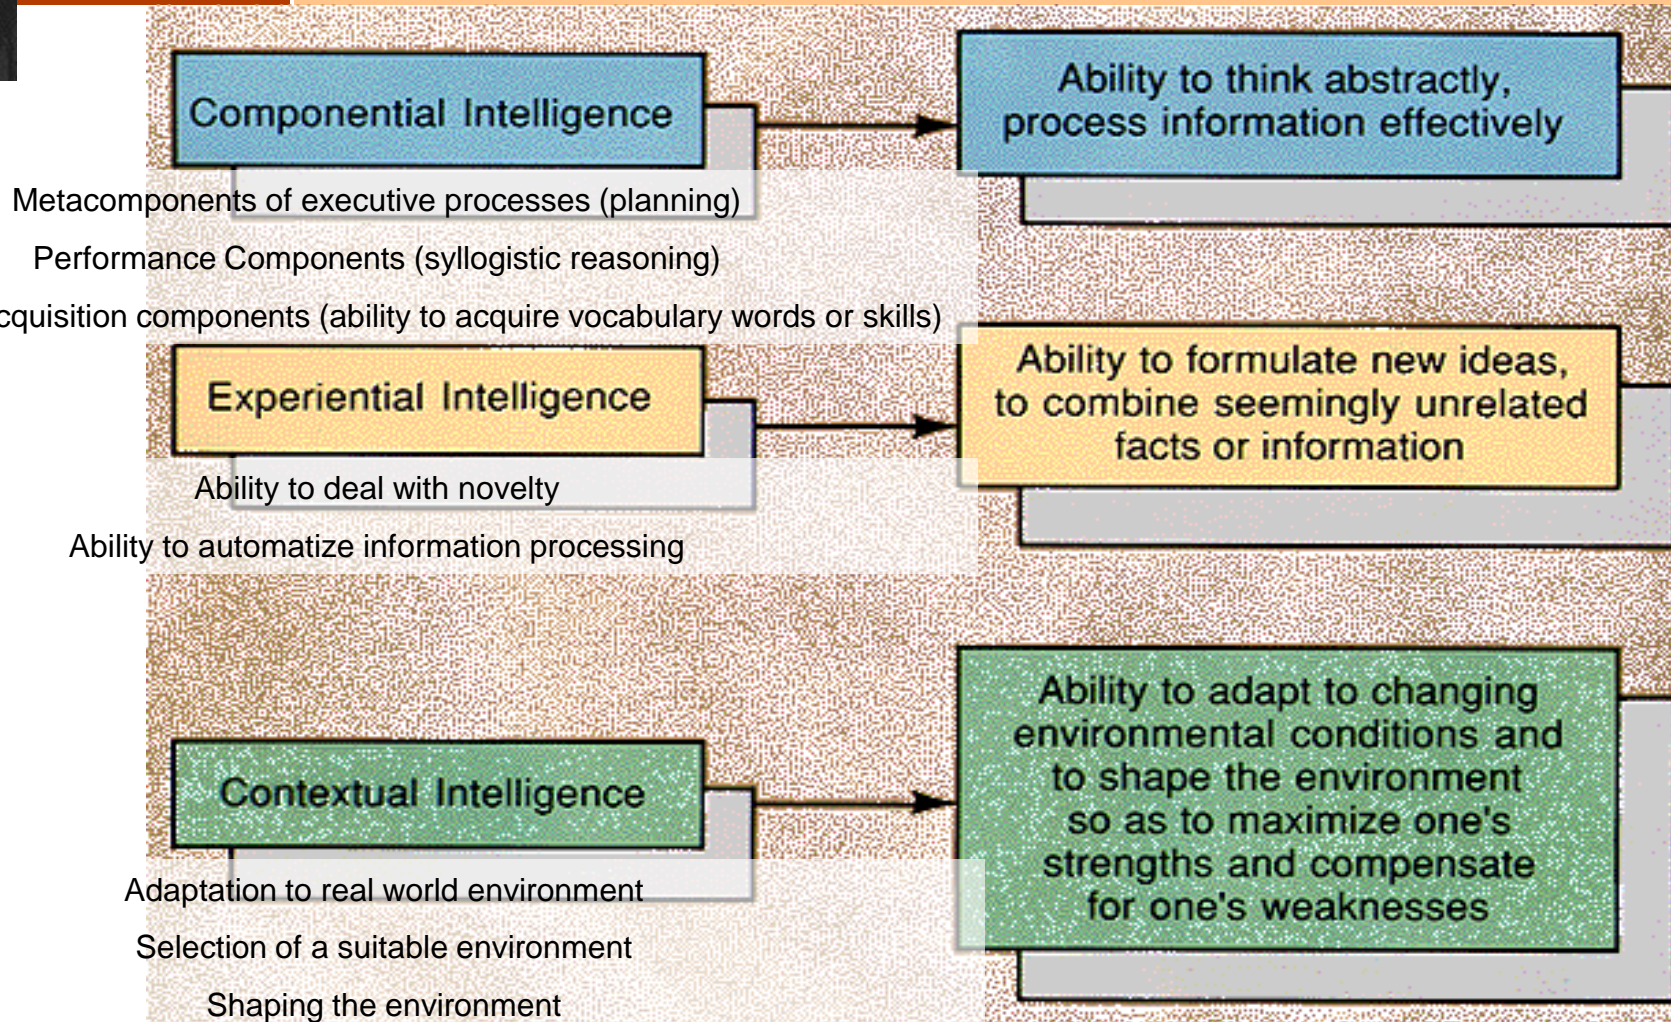 Componential Intelligence
Ability to think abstractly,
process information effectively
Metacomponents of executive processes (planning)
Performance Components (syllogistic reasoning)
components (ability to acquire vocabulary words or skills)
Experiential Intelligence
Ability to formulate new ideas,
to combine seemingly unrelated
facts or information
Ability to deal with novelty
Ability to automatize information processing
Contextual Intelligence
Ability to adapt to changing
environmental conditions and
to shape the environment
so as to maximize one's
strengths and compensate
for one's weaknesses
Adaptation to real world environment
Selection of a suitable environment
Shaping the environment